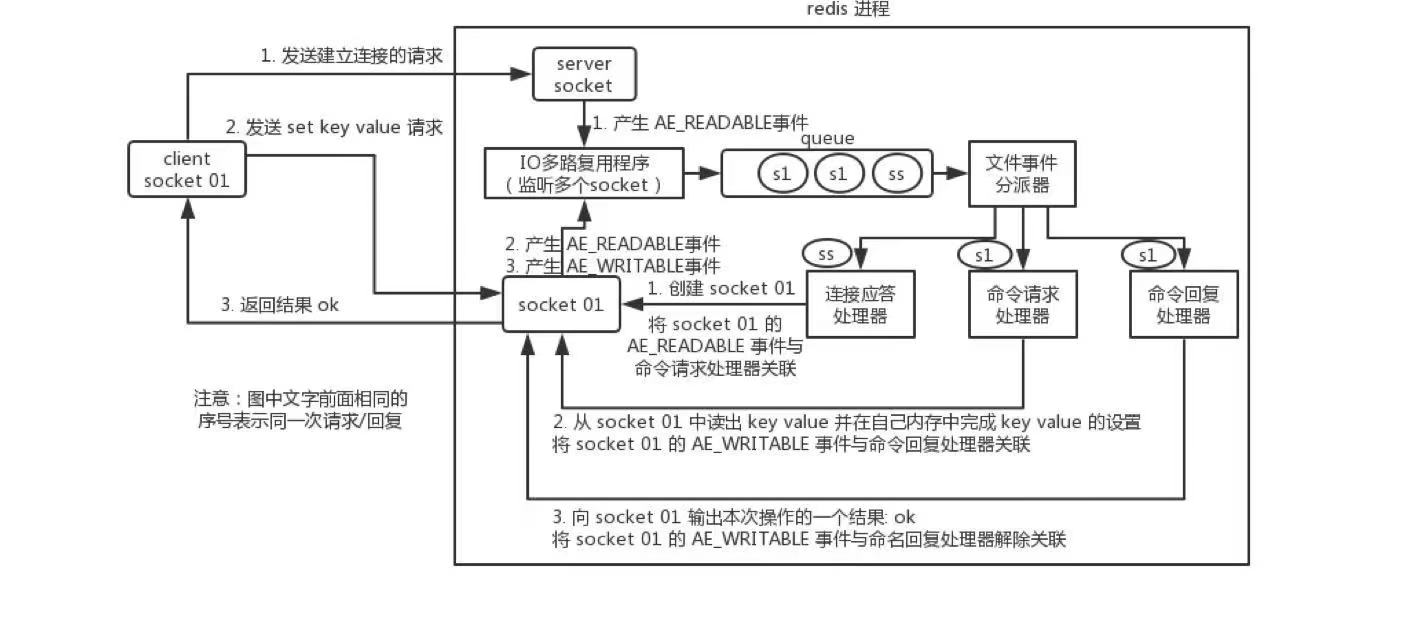 redis 进程
1. 发送建立连接的请求
server
socket
1. 产生 AE_READABLE事件
2. 发送 set key value 请求
queue
client
socket 01
IO多路复用程序
（监听多个socket）
s1
s1
ss
文件事件
分派器
2. 产生 AE_READABLE事件
3. 产生 AE_WRITABLE事件
ss
s1
s1
socket 01
1. 创建 socket 01
连接应答
处理器
命令请求
处理器
命令回复
处理器
3. 返回结果 ok
将 socket 01 的
AE_READABLE 事件与
命令请求处理器关联
注意：图中文字前面相同的
序号表示同一次请求/回复
2. 从 socket 01 中读出 key value 并在自己内存中完成 key value 的设置
将 socket 01 的 AE_WRITABLE 事件与命令回复处理器关联
3. 向 socket 01 输出本次操作的一个结果: ok
将 socket 01 的 AE_WRITABLE 事件与命名回复处理器解除关联